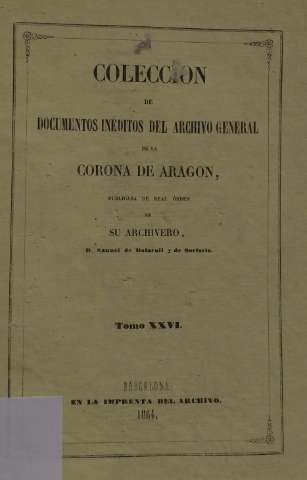 COLECCION
DE
DOCUMENTOS INÉDITOS DEL ARCHIVO GENERAL
DE LA
CORONA DE ARAGON,
PUBLICADA DE REAL ÓRDEN
POR
SU ARCHIVERO,
D. Manuel de Bofarull y de Sartorio.
Tomo XXVI.
BARCELONA.
EN LA IMPRENTA DEL ARCHIVO.
1864.